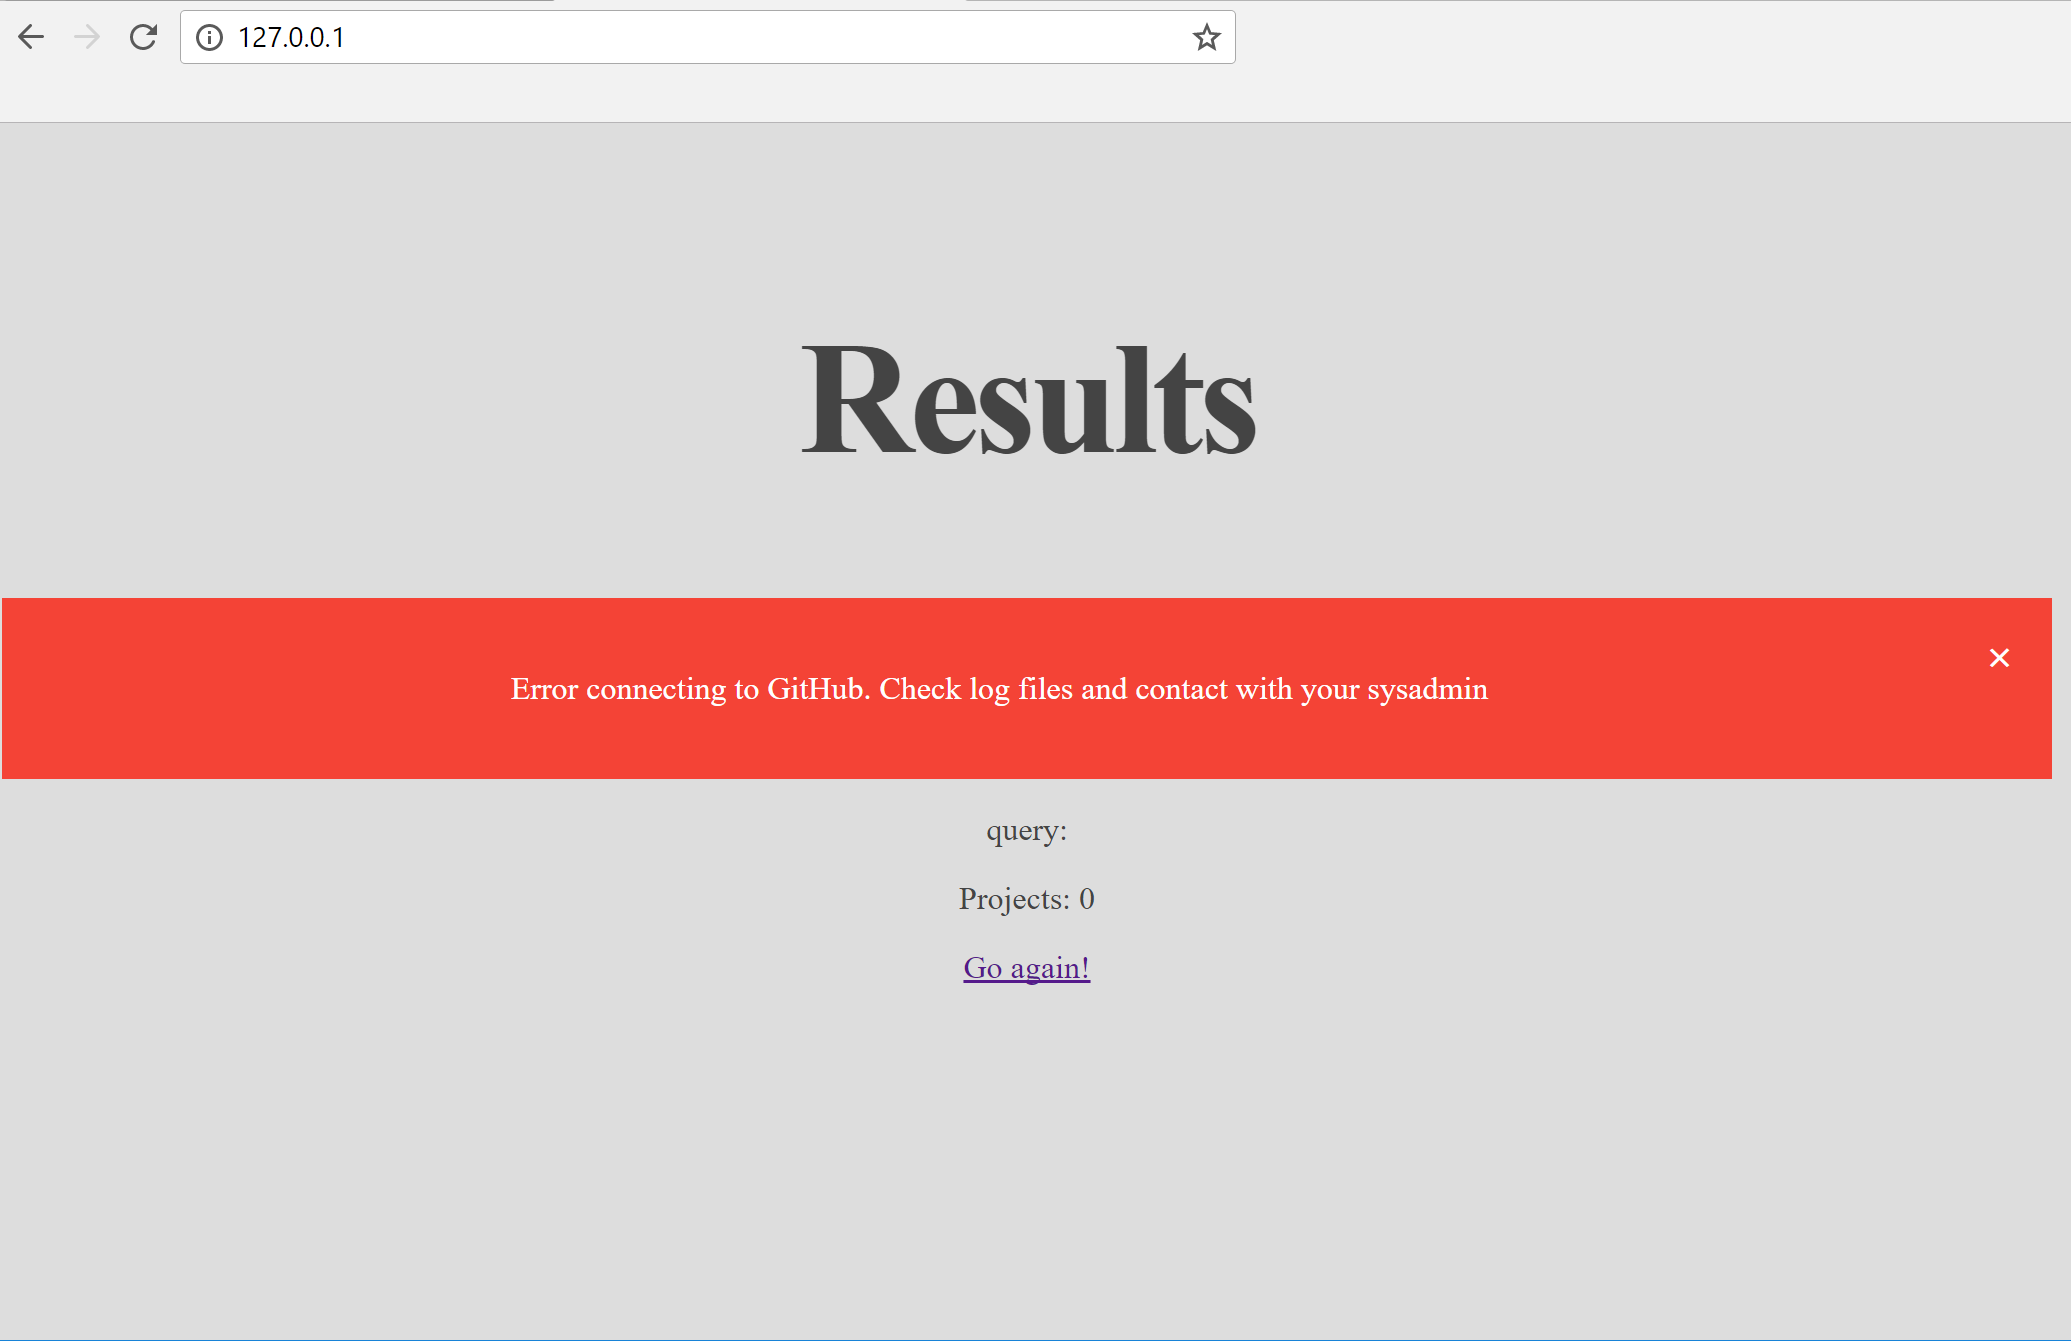 127.0.0.1
Results
Error connecting to GitHub. Check log files and contact with your sysadmin
query:
Projects: 0
Go again!